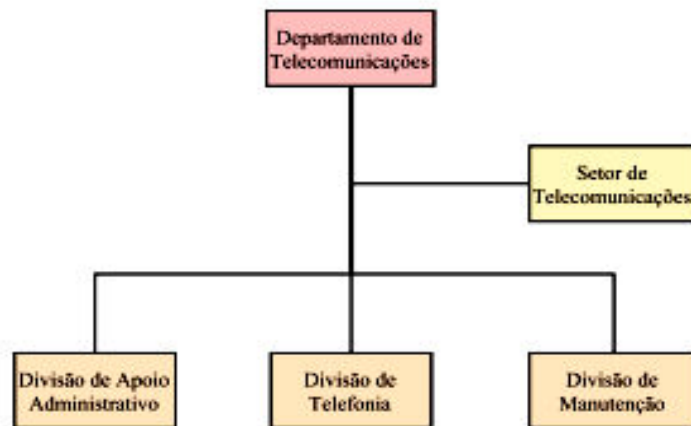 Departamento de
Telecomunicações
Setor de
Telecomunicações
Divisão de Apoio
Administrativo
Divisão de
Telefonia
Divisão de
Manutenção